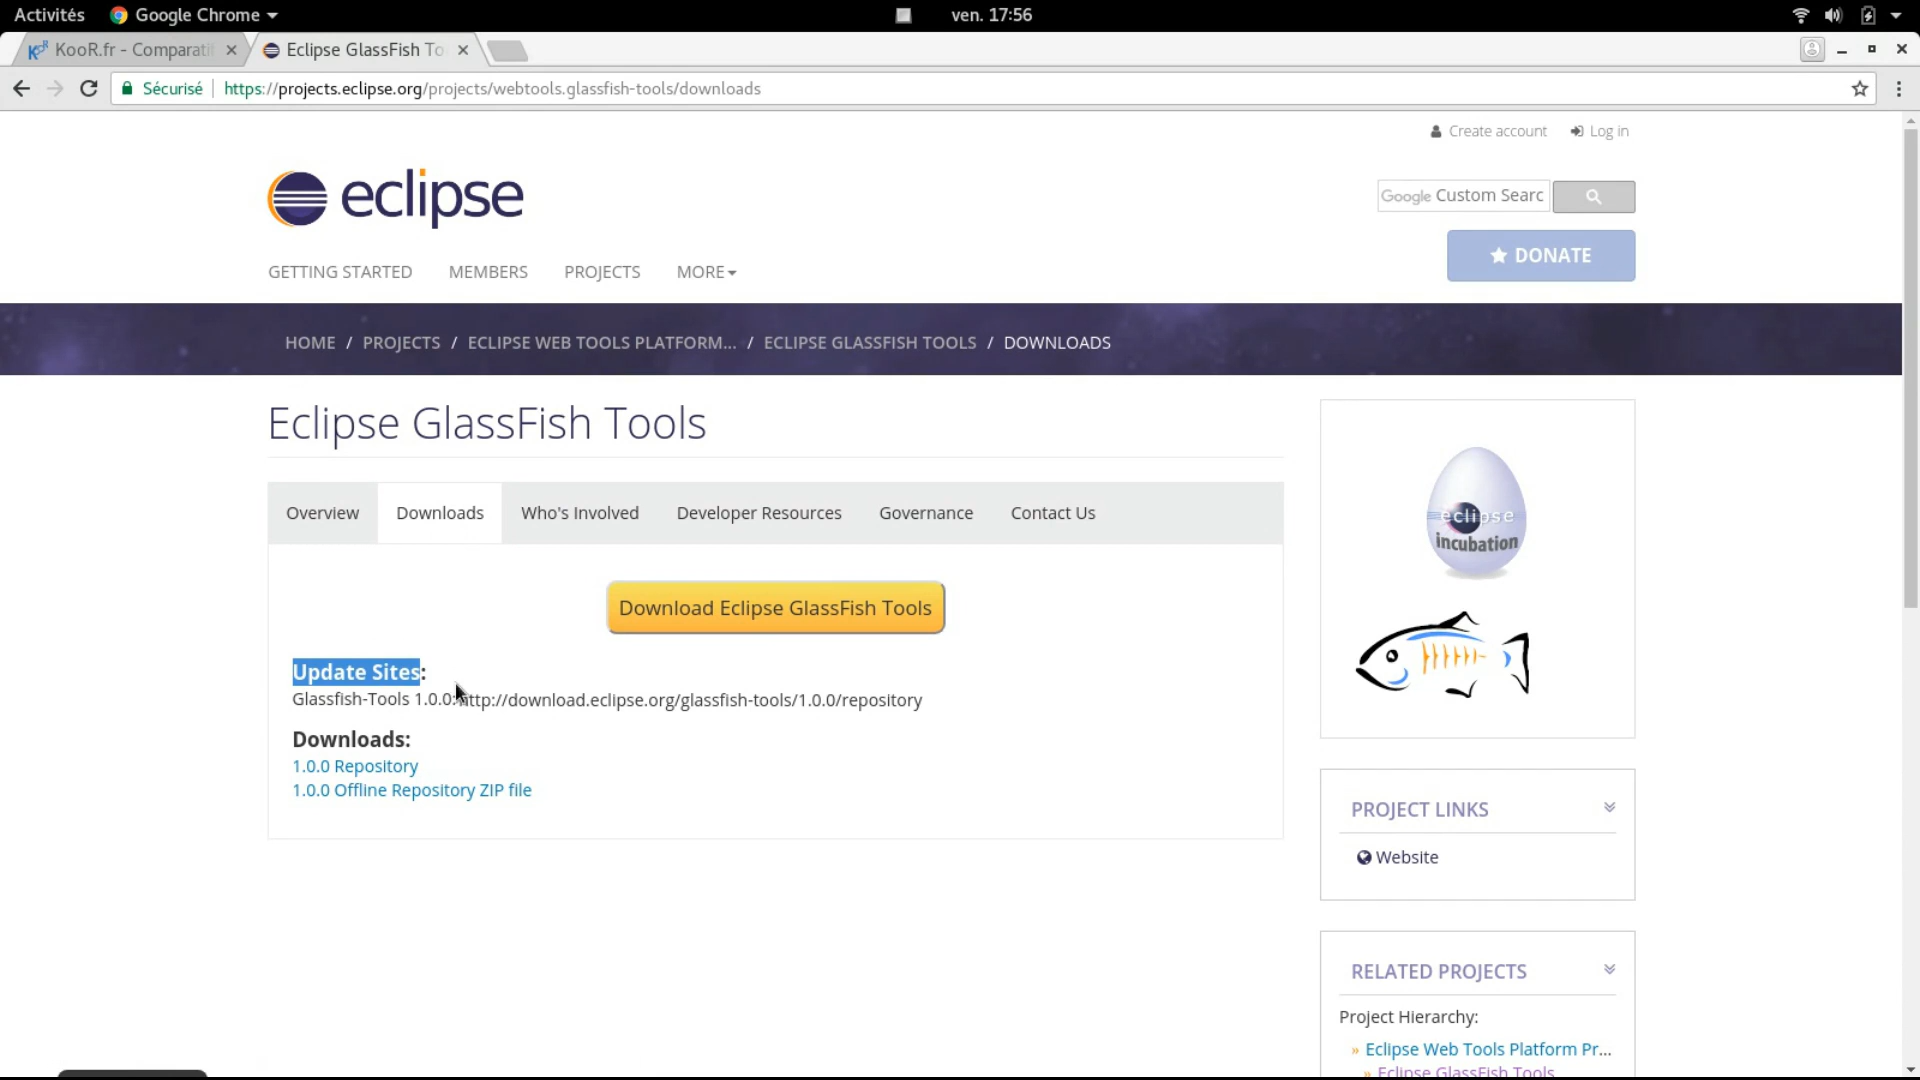 Activités
Google Chrome
ven. 17:56
KooR.fr - Comparati
Eclipse GlassFish To
Sécurisé
https://projects.eclipse.org/projects/webtools.glassfish-tools/downloads
Create account
Log in
eclipse
Google Custom Searc
DONATE
GETTING STARTED
MEMBERS
PROJECTS
MORE
HOME / PROJECTS / ECLIPSE WEB TOOLS PLATFORM... / ECLIPSE GLASSFISH TOOLS / DOWNLOADS
Eclipse GlassFish Tools
Overview
Downloads
Who's Involved
Developer Resources
Governance
Contact Us
eclipse
incubation
Download Eclipse GlassFish Tools
Update Sites:
Glassfish-Tools 1.0.0: http://download.eclipse.org/glassfish-tools/1.0.0/repository
Downloads:
1.0.0 Repository
1.0.0 Offline Repository ZIP file
PROJECT LINKS
Website
RELATED PROJECTS
Project Hierarchy:
» Eclipse Web Tools Platform Pr...
» Eclipse GlassFish Tools